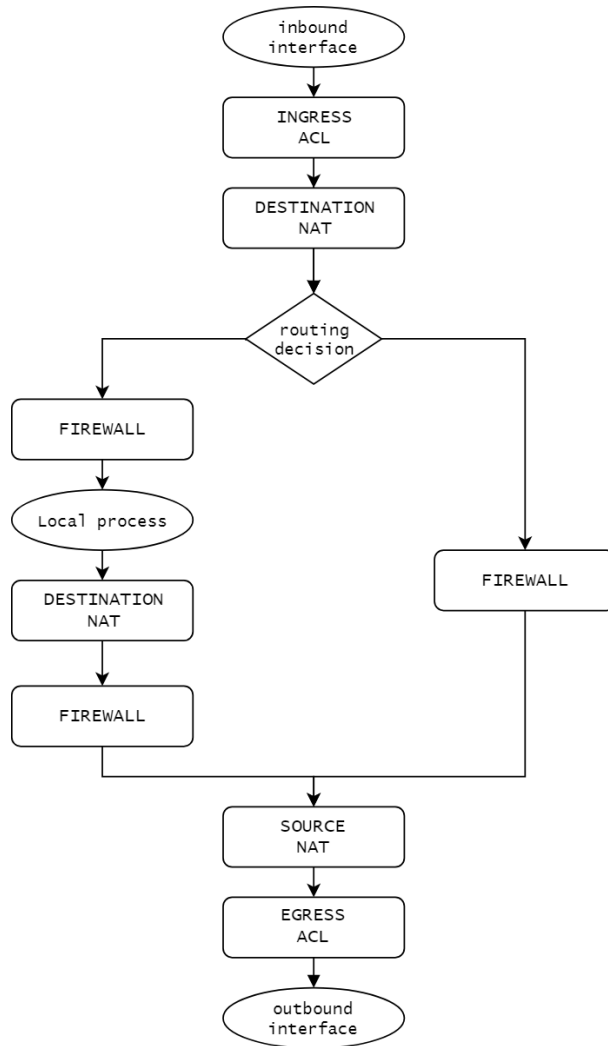 inbound
interface
INGRESS
ACL
DESTINATION
NAT
routing
decision
FIREWALL
Local process
DESTINATION
NAT
FIREWALL
FIREWALL
SOURCE
NAT
EGRESS
ACL
outbound
interface